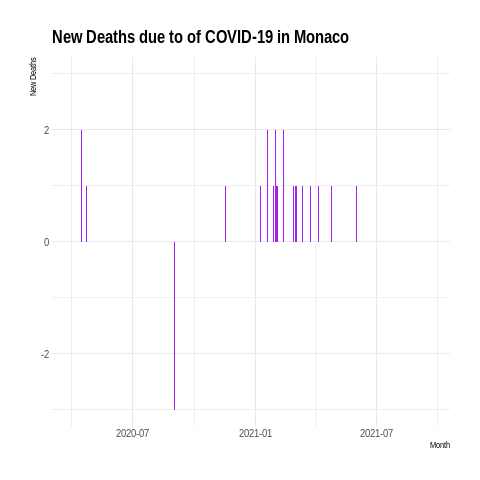 New Deaths due to of COVID-19 in Monaco
New Deaths
2
0
-2
2020-07
2021-01
2021-07
Month